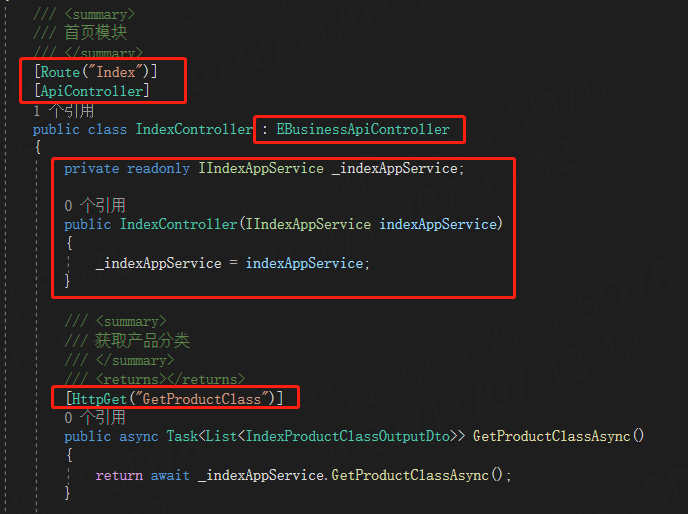 /// <summary>
/// 首页模块
/// </summary>
[Route("Index")]
[ApiController]
1 个引用
public class IndexController : EBusinessApiController
{
private readonly IIndexAppService _indexAppService;
0 个引用
public IndexController(IIndexAppService indexAppService)
{
_indexAppService = indexAppService;
}
/// <summary>
/// 获取产品分类
/// </summary>
/// <returns></returns>
[HttpGet("GetProductClass")]
0 个引用
public async Task<List<IndexProductClassOutputDto>> GetProductClassAsync()
{
return await _indexAppService.GetProductClassAsync();
}